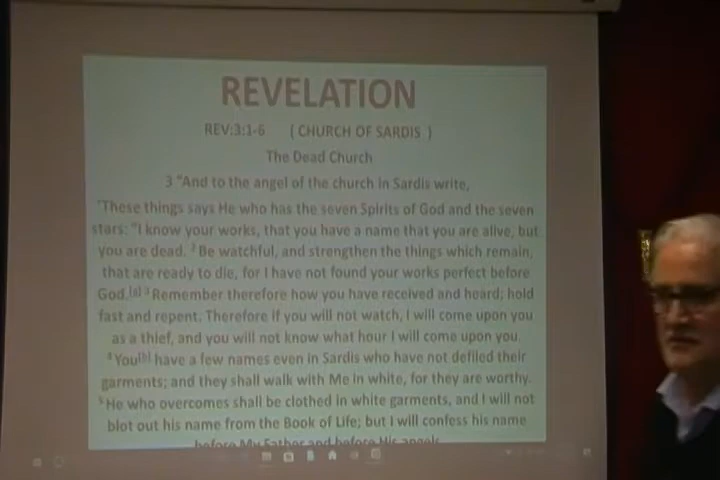 REVELATION
REV:3:1-6 ( CHURCH OF SARDIS )
The Dead Church
3 "And to the angel of the church in Sardis write,
'These things says He who has the seven Spirits of God and the seven
stars: "I know your works, that you have a name that you are alive, but
you are dead. ² Be watchful, and strengthen the things which remain,
that are ready to die, for I have not found your works perfect before
God.[a] ³ Remember therefore how you have received and heard; hold
fast and repent. Therefore if you will not watch, I will come upon you
as a thief, and you will not know what hour I will come upon you.
⁴ You[b] have a few names even in Sardis who have not defiled their
garments; and they shall walk with Me in white, for they are worthy.
⁵ He who overcomes shall be clothed in white garments, and I will not
blot out his name from the Book of Life; but I will confess his name
before My Father and before His angels